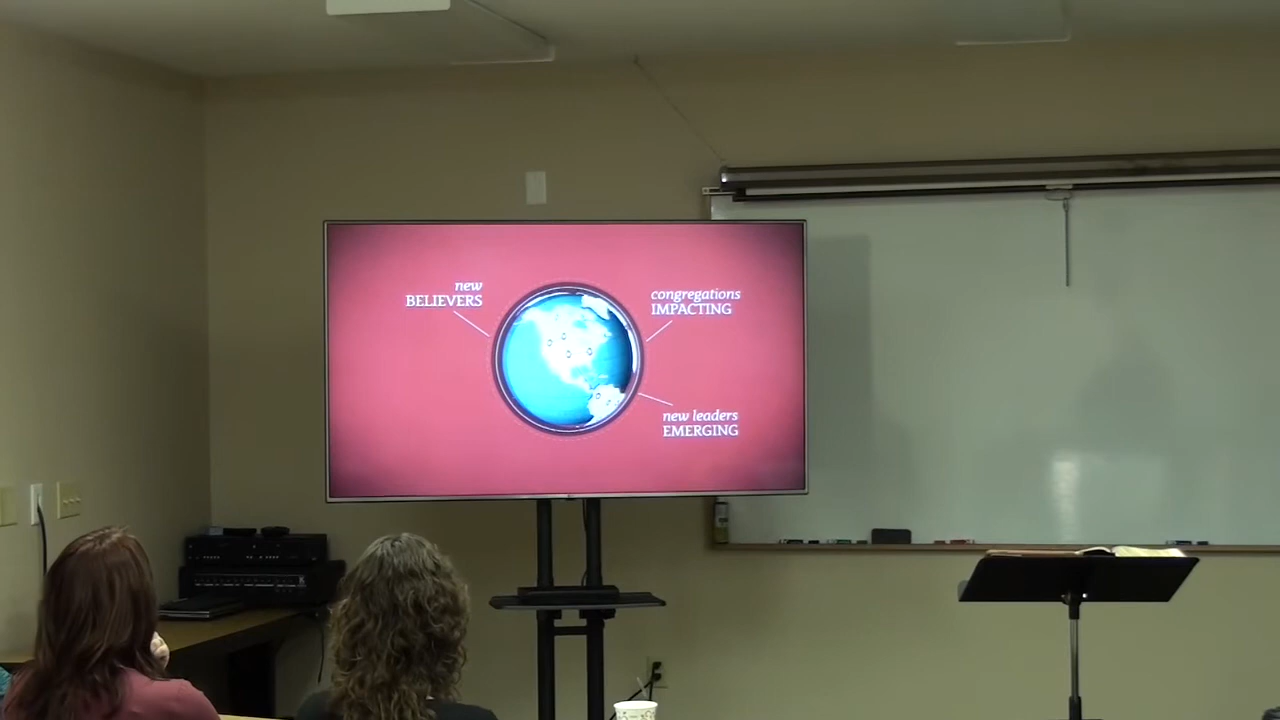 new
BELIEVERS
congregations
IMPACTING
new leaders
EMERGING